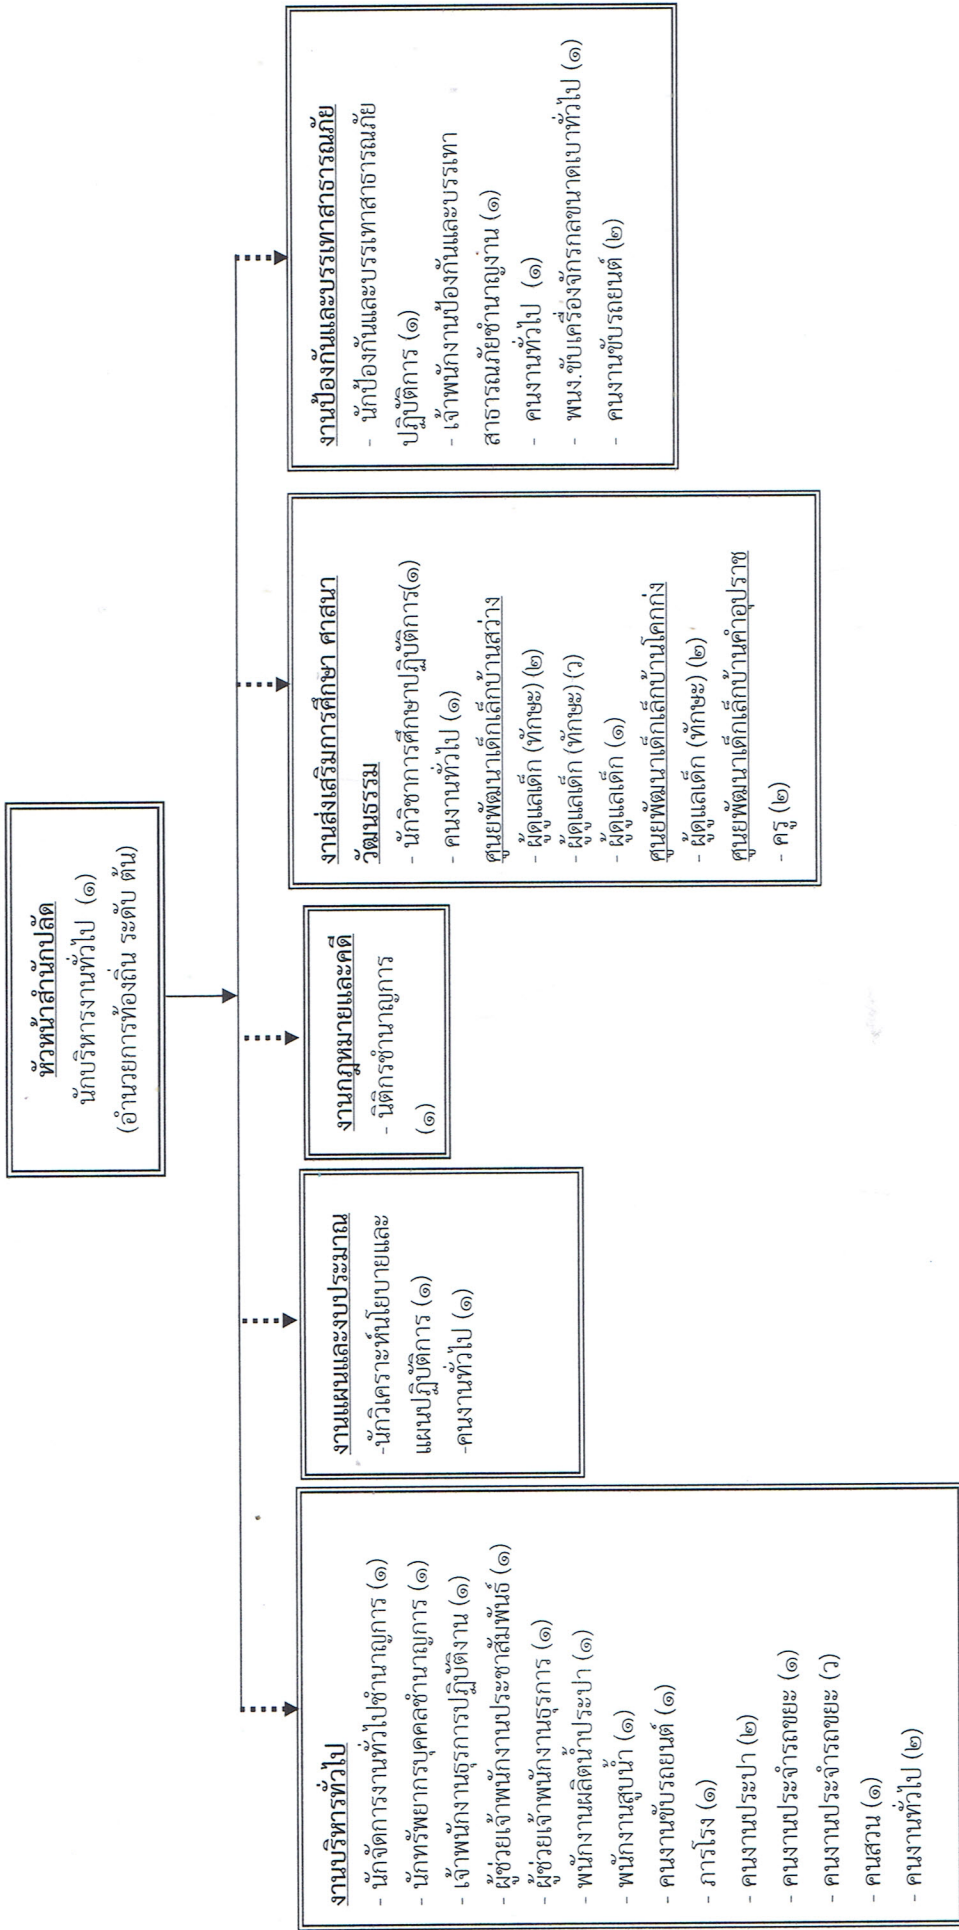 หัวหน้าสำนักปลัด
นักบริหารงานทั่วไป (๑)
(อำนวยการท้องถิ่น ระดับ ต้น)
งานบริหารทั่วไป
- นักจัดการงานทั่วไปชำนาญการ (๑)
- นักทรัพยากรบุคคลชำนาญการ (๑)
- เจ้าพนักงานธุรการปฏิบัติงาน (๑)
- ผู้ช่วยเจ้าพนักงานประชาสัมพันธ์ (๑)
- ผู้ช่วยเจ้าพนักงานธุรการ (๑)
- พนักงานผลิตน้ำประปา (๑)
- พนักงานสูบน้ำ (๑)
- คนงานขับรถยนต์ (๑)
- ภารโรง (๑)
- คนงานประปา (๒)
- คนงานประจำรถขยะ (๑)
- คนงานประจำรถขยะ (ว)
- คนสวน (๑)
- คนงานทั่วไป (๒)
งานแผนและงบประมาณ
-นักวิเคราะห์นโยบายและ
แผนปฏิบัติการ (๑)
-คนงานทั่วไป (๑)
งานกฎหมายและคดี
- นิติกรชำนาญการ
(๑)
งานส่งเสริมการศึกษา ศาสนา
วัฒนธรรม
- นักวิชาการศึกษาปฏิบัติการ(๑)
- คนงานทั่วไป (๑)
ศูนย์พัฒนาเด็กเล็กบ้านสว่าง
- ผู้ดูแลเด็ก (ทักษะ) (๒)
- ผู้ดูแลเด็ก (ทักษะ) (ว)
- ผู้ดูแลเด็ก (๑)
ศูนย์พัฒนาเด็กเล็กบ้านโคกก่ง
- ผู้ดูแลเด็ก (ทักษะ) (๒)
ศูนย์พัฒนาเด็กเล็กบ้านคำอุปราช
- ครู (๒)
งานป้องกันและบรรเทาสาธารณภัย
- นักป้องกันและบรรเทาสาธารณภัย
ปฏิบัติการ (๑)
- เจ้าพนักงานป้องกันและบรรเทา
สาธารณภัยชำนาญงาน (๑)
- คนงานทั่วไป (๑)
- พนง.ขับเครื่องจักรกลขนาดเบาทั่วไป (๑)
- คนงานขับรถยนต์ (๒)